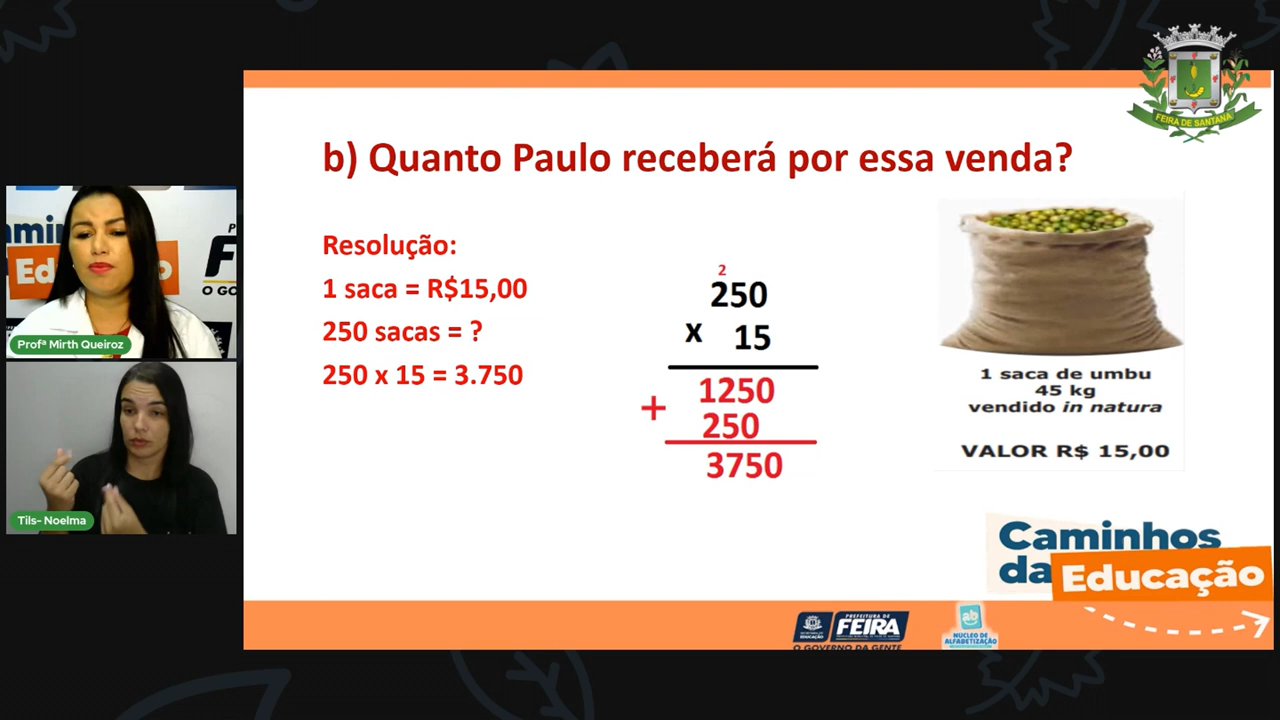 FEIRA DE SANTANA
b) Quanto Paulo receberá por essa venda?
Resolução:
1 saca = R$15,00
250 sacas = ?
250 x 15 = 3.750
2
250
x 15
1250
+
250
3750
1 saca de umbu
45 kg
vendido in natura
VALOR R$ 15,00
Profª Mirth Queiroz
Tils- Noelma
Caminhos
da Educação
PREFEITURA DE
FEIRA
O GOVERNO DA GENTE
ab
NÚCLEO DE
ALFABETIZAÇÃO